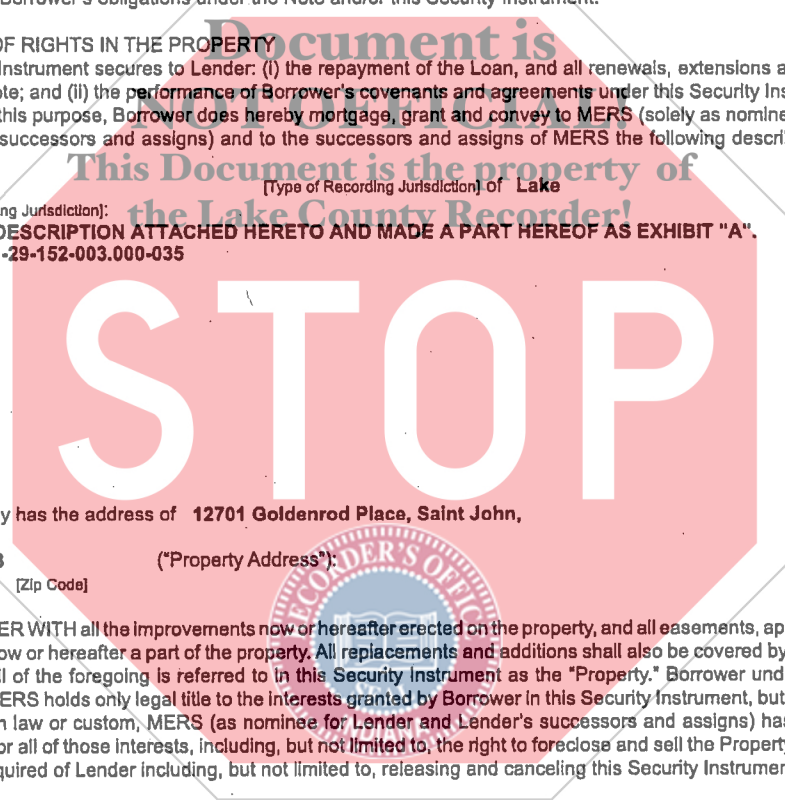 Borrower's obligations under the Note and/or this Security Instrument.
OF RIGHTS IN THE PROPERTY
Document is
Instrument secures to Lender: (i) the repayment of the Loan, and all renewals, extensions a
te; and (ii) the performance of Borrower's covenants and agreements under this Security Ins
NOT OFFICIAL!
this purpose, Borrower does hereby mortgage, grant and convey to MERS (solely as nomine
successors and assigns) and to the successors and assigns of MERS the following descri
This Document is the property of
[Type of Recording Jurisdiction] of Lake
ng Jurisdiction]:
the Lake County Recorder!
DESCRIPTION ATTACHED HERETO AND MADE A PART HEREOF AS EXHIBIT "A".
-29-152-003.000-035
STOP
y has the address of 12701 Goldenrod Place, Saint John,
("Property Address"):
[Zip Code]
RECORDER'S OFFICE
ER WITH all the improvements now or hereafter erected on the property, and all easements, ap
ow or hereafter a part of the property. All replacements and additions shall also be covered by
ll of the foregoing is referred to in this Security Instrument as the "Property." Borrower und
ERS holds only legal title to the interests granted by Borrower in this Security Instrument, but
SEAL
n law or custom, MERS (as nominee for Lender and Lender's successors and assigns) has
INDIANA
or all of those interests, including, but not limited to, the right to foreclose and sell the Property
quired of Lender including, but not limited to, releasing and canceling this Security Instrumen